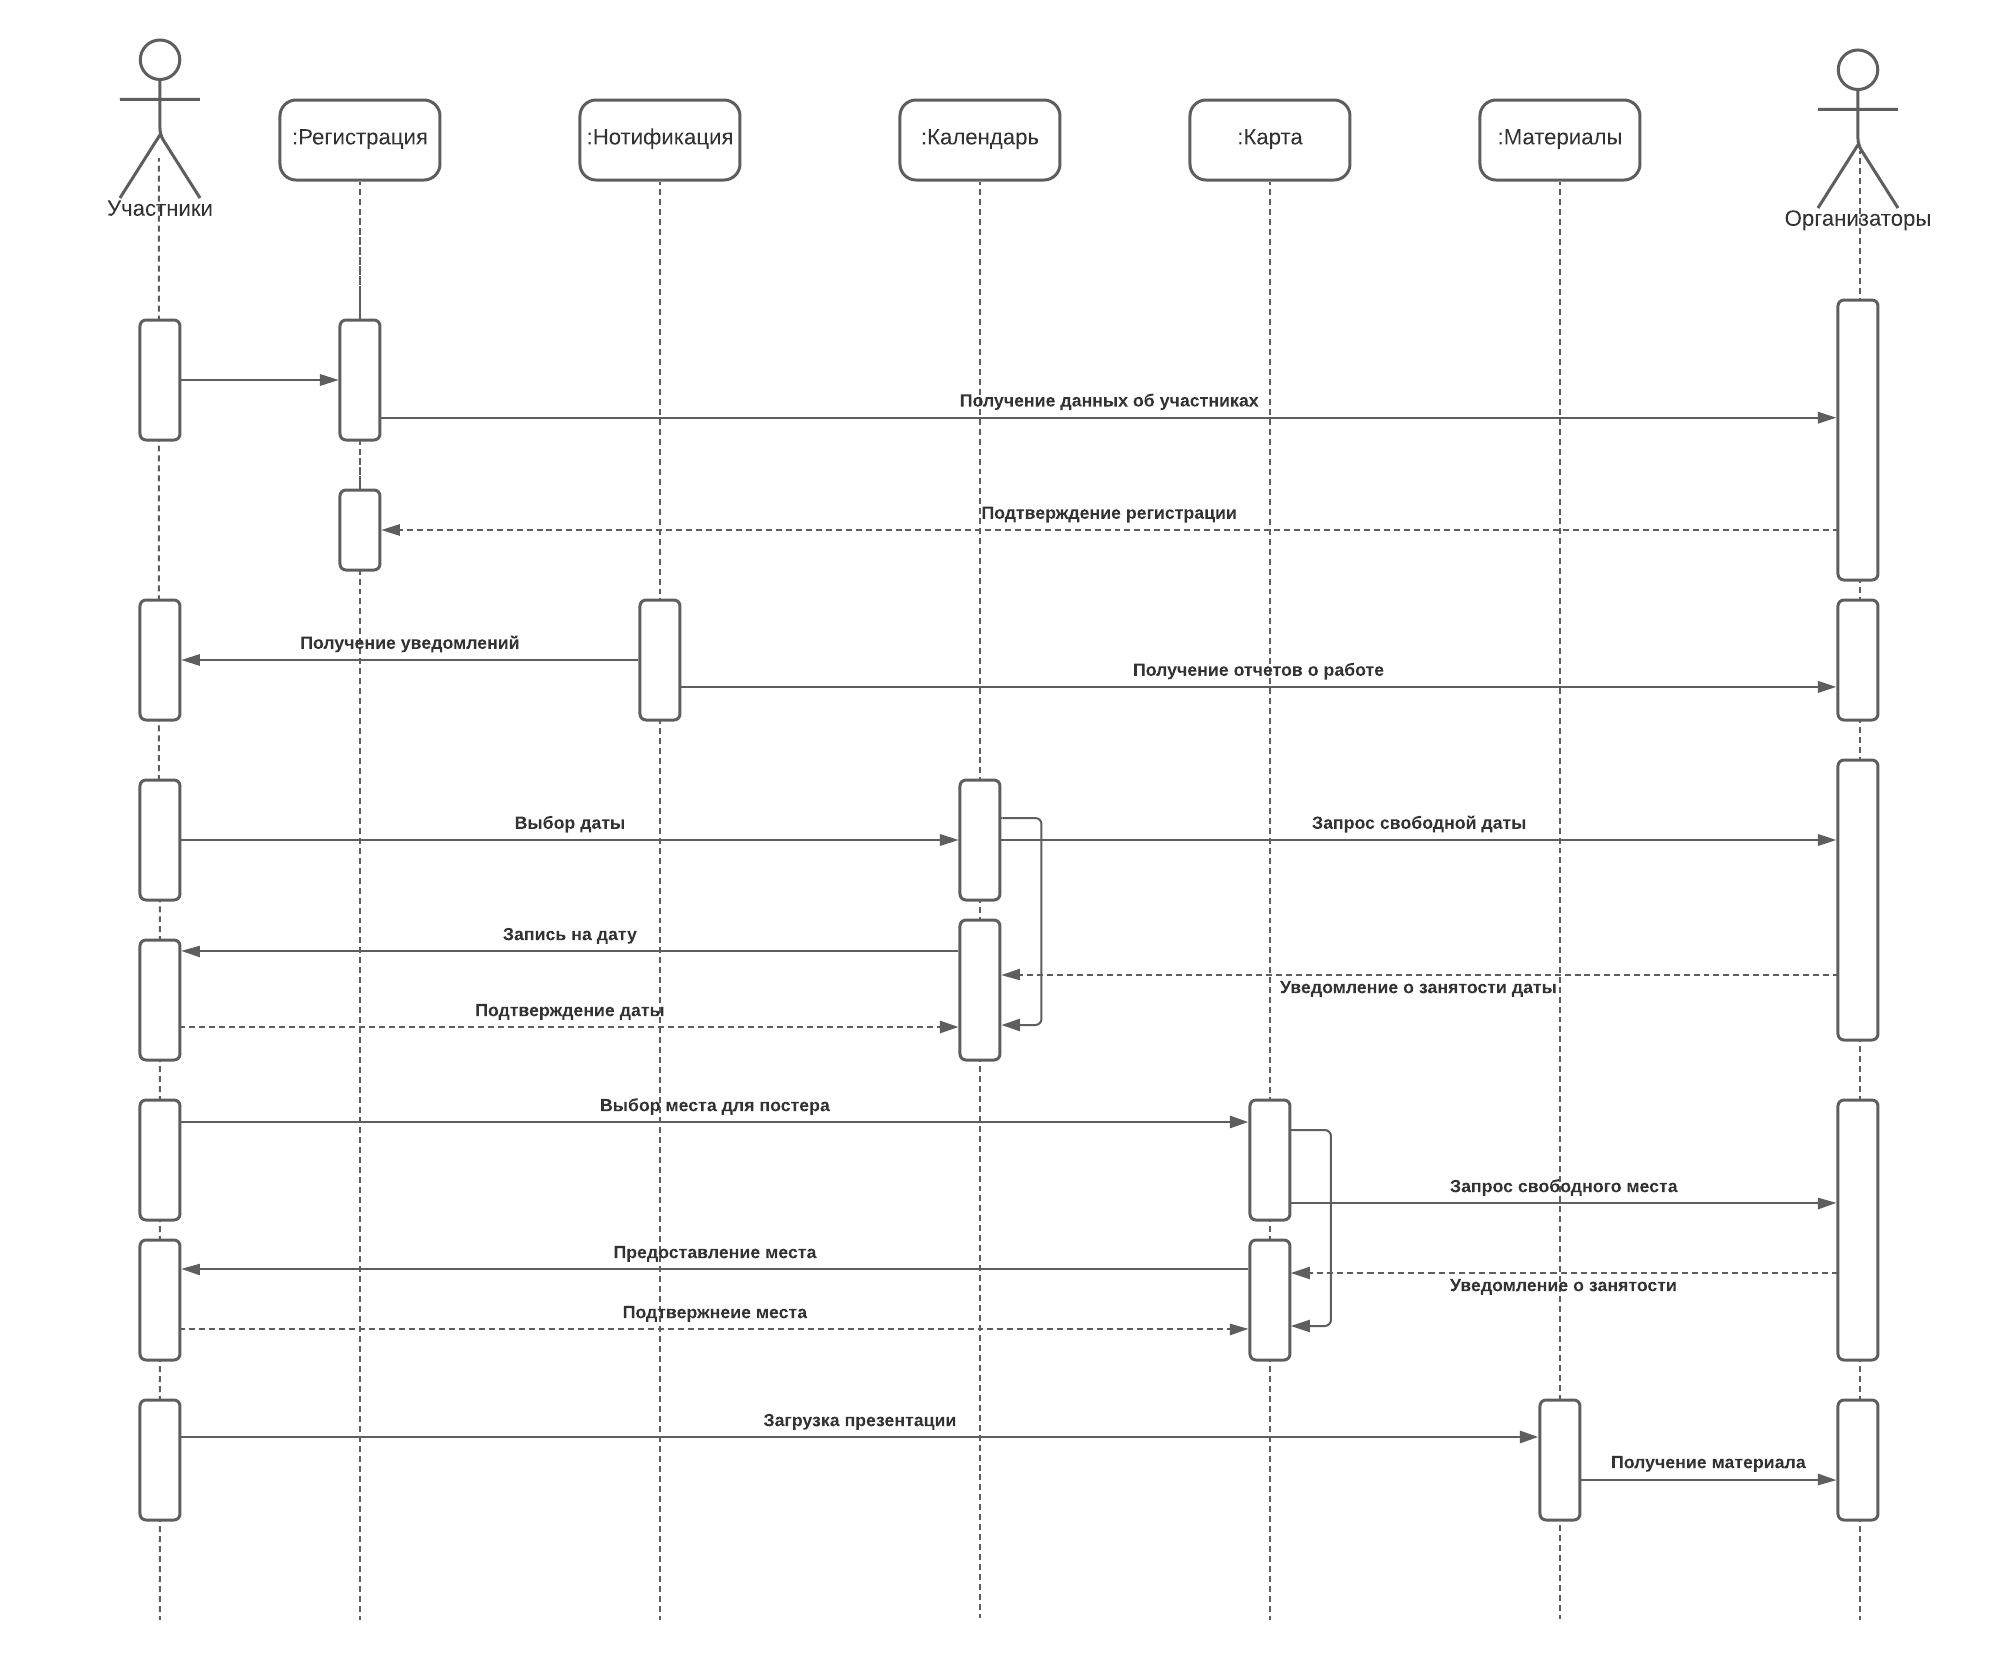 :Регистрация
:Нотификация
:Календарь
:Карта
:Материалы
Участники
Организаторы
Получение данных об участниках
Подтверждение регистрации
Получение уведомлений
Получение отчетов о работе
Выбор даты
Запрос свободной даты
Запись на дату
Уведомление о занятости даты
Подтверждение даты
Выбор места для постера
Запрос свободного места
Предоставление места
Уведомление о занятости
Подтвержнеие места
Загрузка презентации
Получение материала